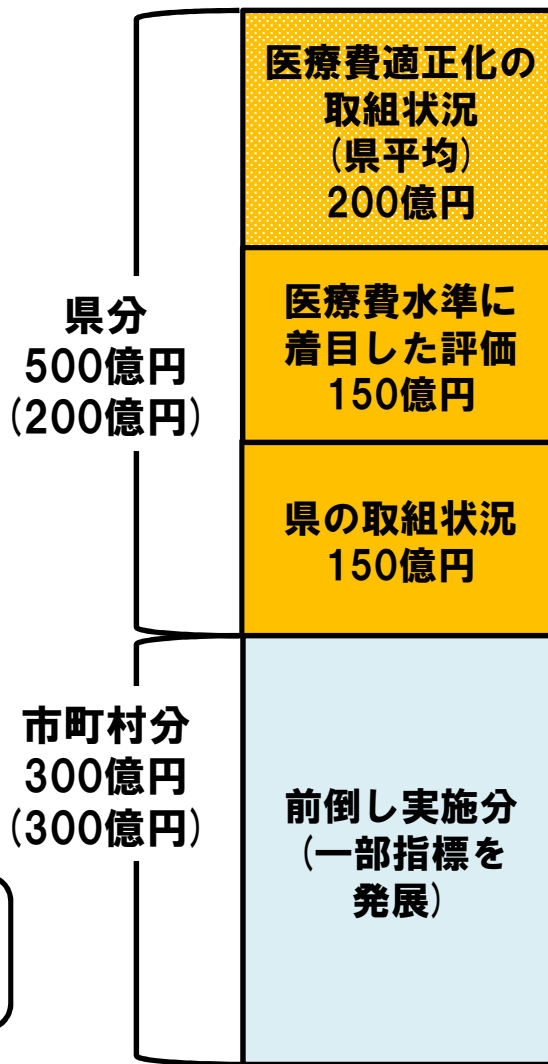 医療費適正化の
取組状況
(県平均)
200億円
医療費水準に
着目した評価
150億円
県の取組状況
150億円
県分
500億円
(200億円)
前倒し実施分
(一部指標を
発展)
市町村分
300億円
(300億円)